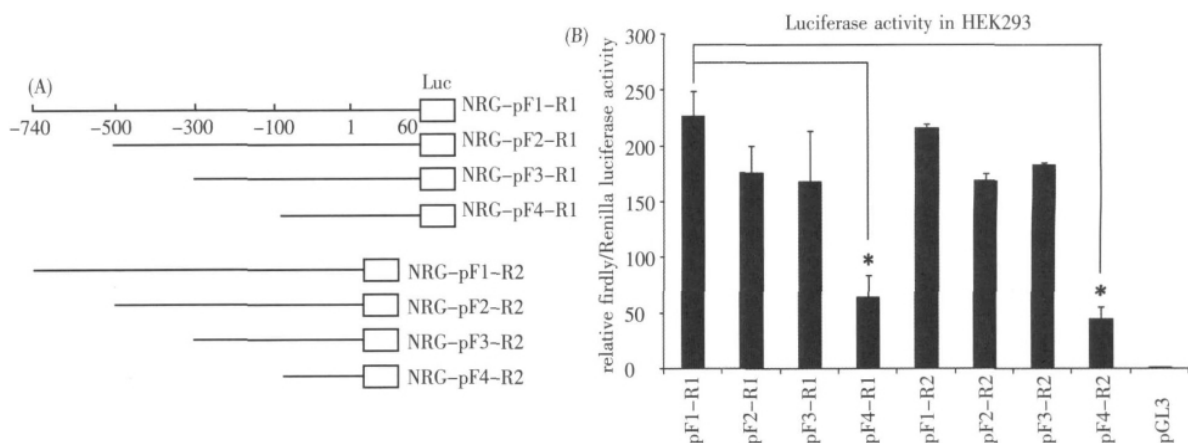 (A)
Luc
NRG-pF1-R1
-740 -500 -300 -100 1 60
NRG-pF2-R1
NRG-pF3-R1
NRG-pF4-R1
NRG-pF1~R2
NRG-pF2~R2
NRG-pF3~R2
NRG-pF4~R2
(B)
Luciferase activity in HEK293
relative firdly/Renilla luciferase activity
300
250
200
150
100
50
0
*
*
pF1-R1
pF2-R1
pF3-R1
pF4-R1
pF1-R2
pF2-R2
pF3-R2
pF4-R2
pGL3